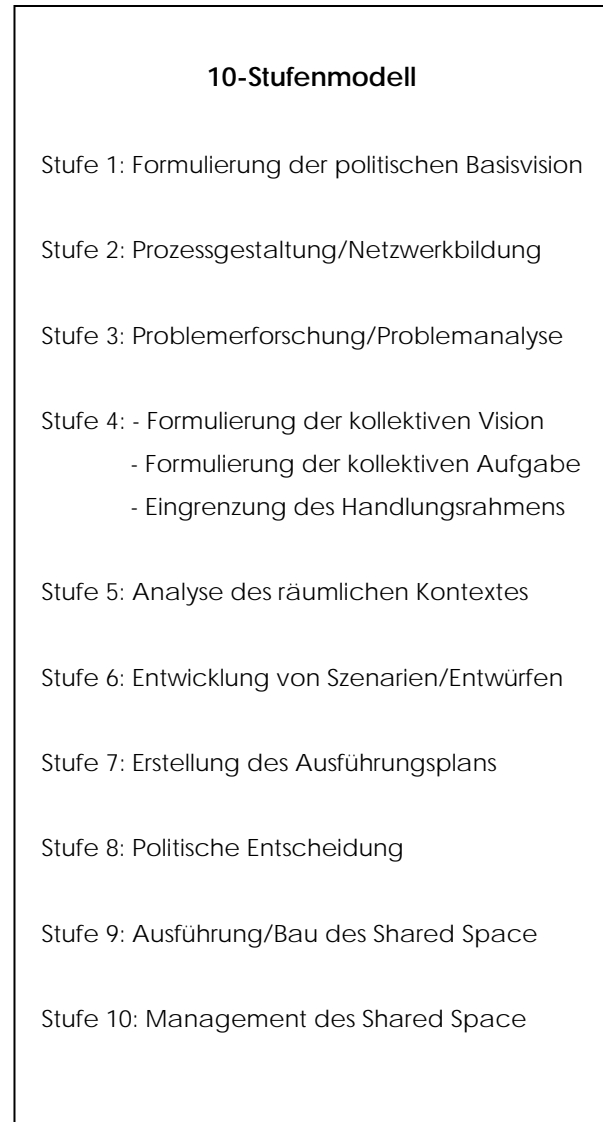 10-Stufenmodell
Stufe 1: Formulierung der politischen Basisvision
Stufe 2: Prozessgestaltung/Netzwerkbildung
Stufe 3: Problemerforschung/Problemanalyse
Stufe 4: - Formulierung der kollektiven Vision
- Formulierung der kollektiven Aufgabe
- Eingrenzung des Handlungsrahmens
Stufe 5: Analyse des räumlichen Kontextes
Stufe 6: Entwicklung von Szenarien/Entwürfen
Stufe 7: Erstellung des Ausführungsplans
Stufe 8: Politische Entscheidung
Stufe 9: Ausführung/Bau des Shared Space
Stufe 10: Management des Shared Space